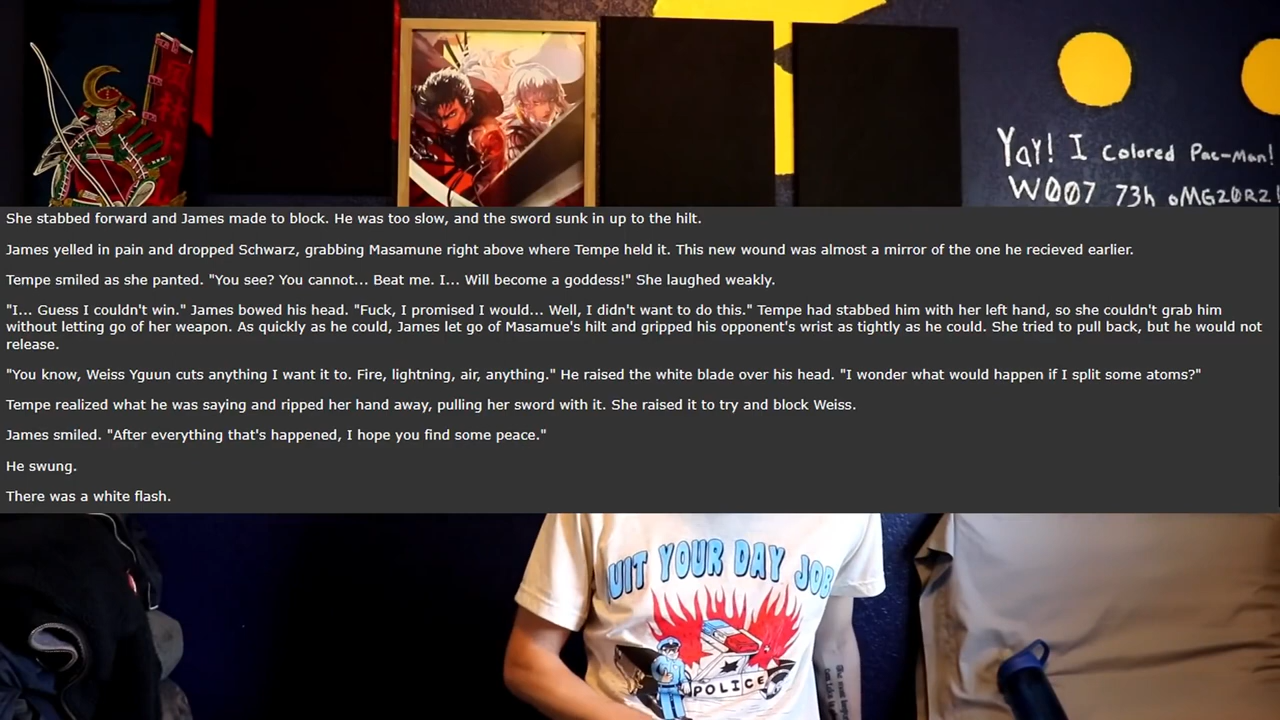 Yay! I Colored Pac-Man!
W007 73h oMG2ORZ!
She stabbed forward and James made to block. He was too slow, and the sword sunk in up to the hilt.
James yelled in pain and dropped Schwarz, grabbing Masamune right above where Tempe held it. This new wound was almost a mirror of the one he recieved earlier.
Tempe smiled as she panted. "You see? You cannot... Beat me. I... Will become a goddess!" She laughed weakly.
"I... Guess I couldn't win." James bowed his head. "Fuck, I promised I would... Well, I didn't want to do this." Tempe had stabbed him with her left hand, so she couldn't grab him
without letting go of her weapon. As quickly as he could, James let go of Masamue's hilt and gripped his opponent's wrist as tightly as he could. She tried to pull back, but he would not
release.
"You know, Weiss Yguun cuts anything I want it to. Fire, lightning, air, anything." He raised the white blade over his head. "I wonder what would happen if I split some atoms?"
Tempe realized what he was saying and ripped her hand away, pulling her sword with it. She raised it to try and block Weiss.
James smiled. "After everything that's happened, I hope you find some peace."
He swung.
There was a white flash.
UIT YOUR DAY JOB
POLICE